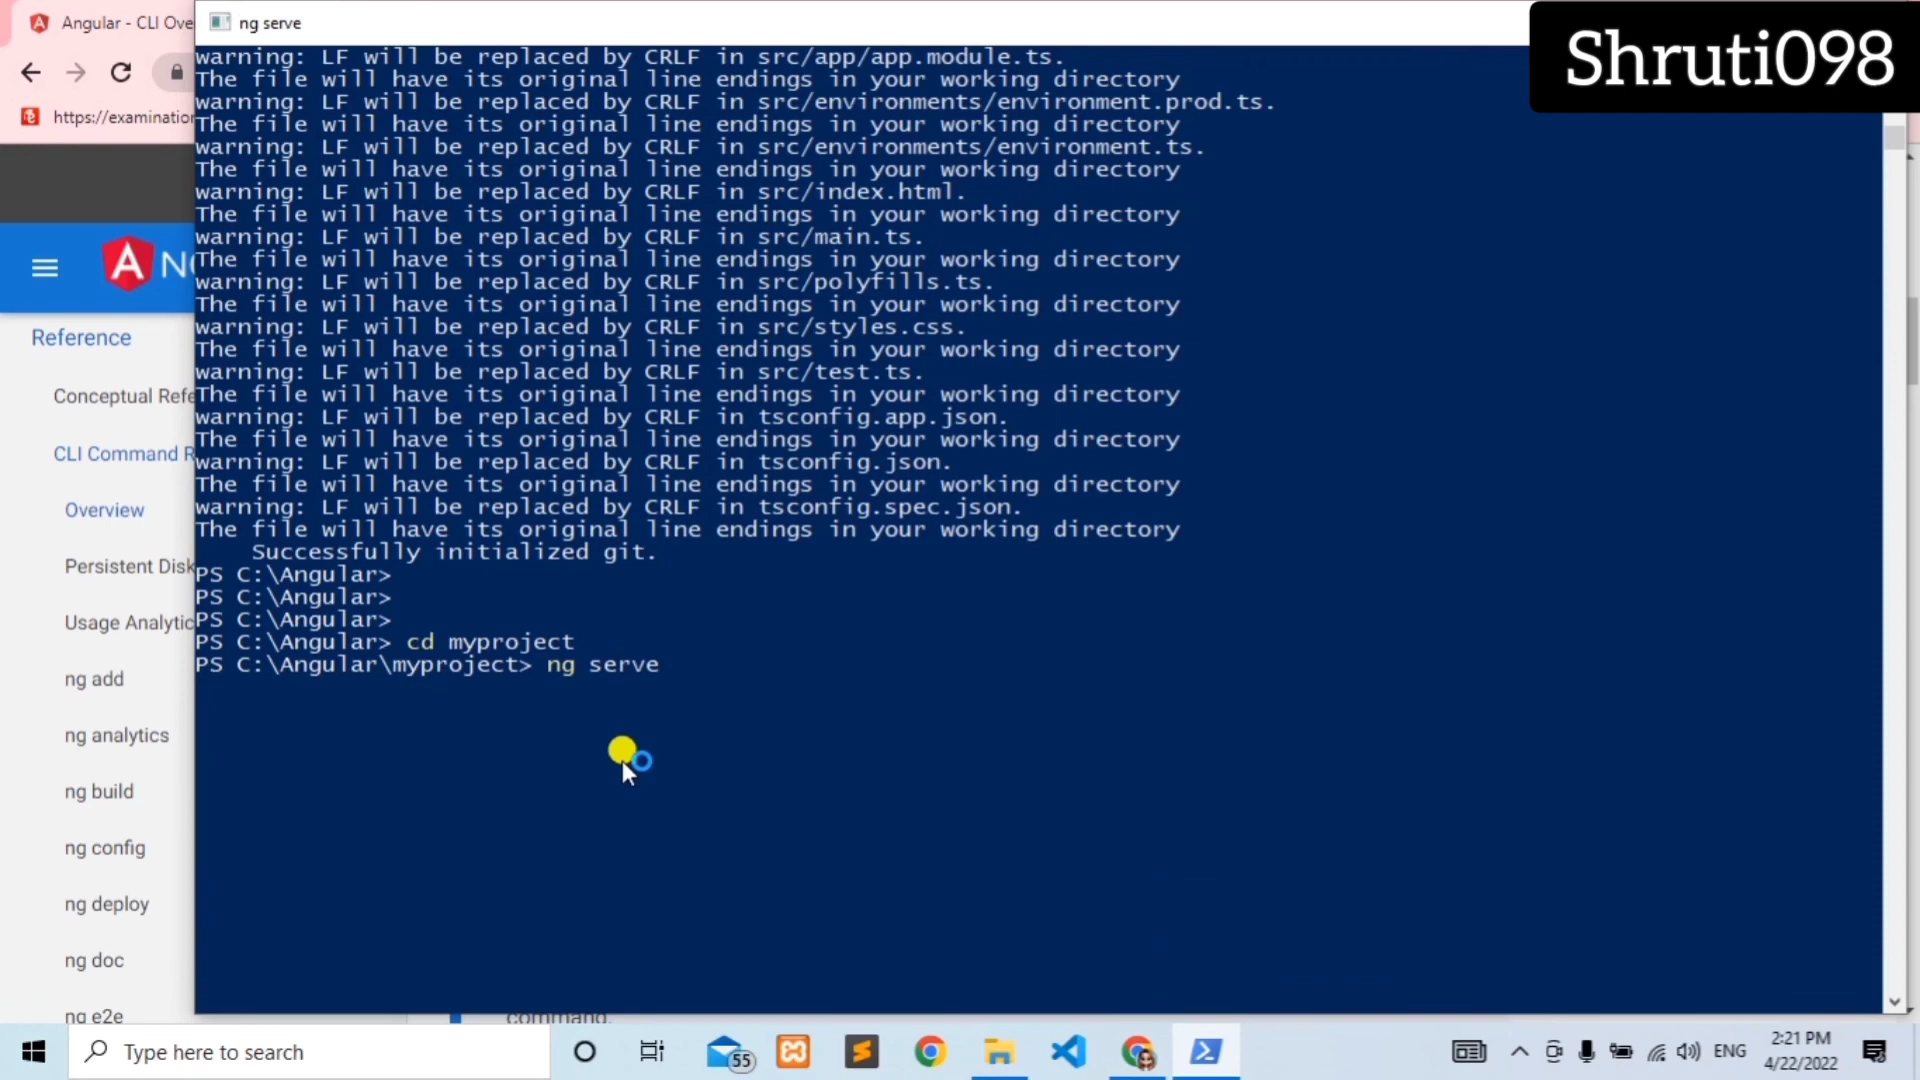 Angular - CLI Ove
ng serve
Shruti098
https://examination
warning: LF will be replaced by CRLF in src/app/app.module.ts.
The file will have its original line endings in your working directory
warning: LF will be replaced by CRLF in src/environments/environment.prod.ts.
The file will have its original line endings in your working directory
warning: LF will be replaced by CRLF in src/environments/environment.ts.
The file will have its original line endings in your working directory
warning: LF will be replaced by CRLF in src/index.html.
The file will have its original line endings in your working directory
warning: LF will be replaced by CRLF in src/main.ts.
The file will have its original line endings in your working directory
warning: LF will be replaced by CRLF in src/polyfills.ts.
The file will have its original line endings in your working directory
warning: LF will be replaced by CRLF in src/styles.css.
The file will have its original line endings in your working directory
warning: LF will be replaced by CRLF in src/test.ts.
The file will have its original line endings in your working directory
warning: LF will be replaced by CRLF in tsconfig.app.json.
The file will have its original line endings in your working directory
warning: LF will be replaced by CRLF in tsconfig.json.
The file will have its original line endings in your working directory
warning: LF will be replaced by CRLF in tsconfig.spec.json.
The file will have its original line endings in your working directory
Successfully initialized git.
PS C:\Angular>
PS C:\Angular>
PS C:\Angular>
PS C:\Angular> cd myproject
PS C:\Angular\myproject> ng serve
Reference
Conceptual Refe
CLI Command R
Overview
Persistent Disk
Usage Analytic
ng add
ng analytics
ng build
ng config
ng deploy
ng doc
ng e2e
command.
Type here to search
55
ENG
2:21 PM
4/22/2022